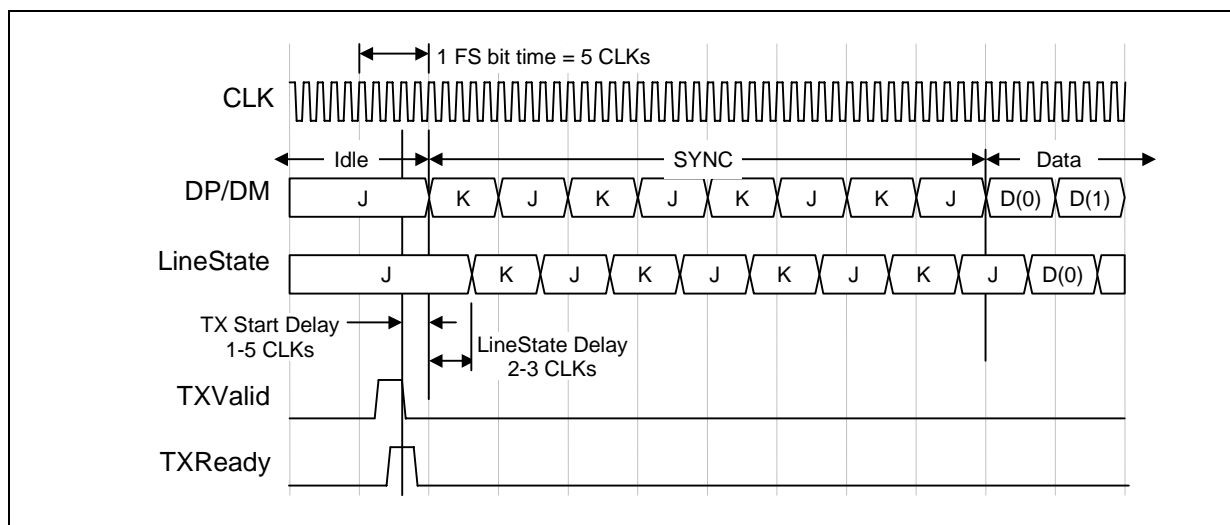 1 FS bit time = 5 CLKs
CLK
Idle SYNC Data
DP/DM J K J K J K J K J D(0) D(1)
LineState J K J K J K J K J D(0)
TX Start Delay
1-5 CLKs
LineState Delay
2-3 CLKs
TXValid
TXReady